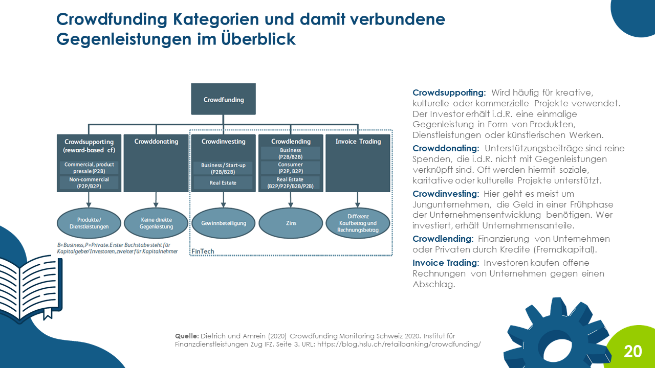 Crowdfunding Kategorien und damit verbundene
Gegenleistungen im Überblick
Crowdfunding
Crowdsupporting
(reward-based cf)
Commercial, product
presale (P2B)
Non-commercial
(P2P/B2P)
Produkte/
Dienstleistungen
Crowddonating
Keine direkte
Gegenleistung
Crowdinvesting
Business/Start-up
(P2B/B2B)
Real Estate
Gewinnbeteiligung
Crowdlending
Business
(P2B/B2B)
Consumer
(P2P, B2P)
Real Estate
(B2P/P2P/B2B/P2B)
Zins
Invoice Trading
Differenz
Kaufbetrag und
Rechnungsbetrag
B=Business, P=Private. Erster Buchstabe steht für
Kapitalgeber/Investoren, zweiter für Kapitalnehmer
FinTech
Crowdsupporting: Wird häufig für kreative,
kulturelle oder kommerzielle Projekte verwendet.
Der Investor erhält i.d.R. eine einmalige
Gegenleistung in Form von Produkten,
Dienstleistungen oder künstlerischen Werken.
Crowddonating: Unterstützungsbeiträge sind reine
Spenden, die i.d.R. nicht mit Gegenleistungen
verknüpft sind. Oft werden hiermit soziale,
karitative oder kulturelle Projekte unterstützt.
Crowdinvesting: Hier geht es meist um
Jungunternehmen, die Geld in einer Frühphase
der Unternehmensentwicklung benötigen. Wer
investiert, erhält Unternehmensanteile.
Crowdlending: Finanzierung von Unternehmen
oder Privaten durch Kredite (Fremdkapital).
Invoice Trading: Investoren kaufen offene
Rechnungen von Unternehmen gegen einen
Abschlag.
Quelle: Dietrich und Amrein (2020) Crowdfunding Monitoring Schweiz 2020. Institut für
Finanzdienstleistungen Zug IFZ, Seite 3. URL: https://blog.hslu.ch/retailbanking/crowdfunding/
20